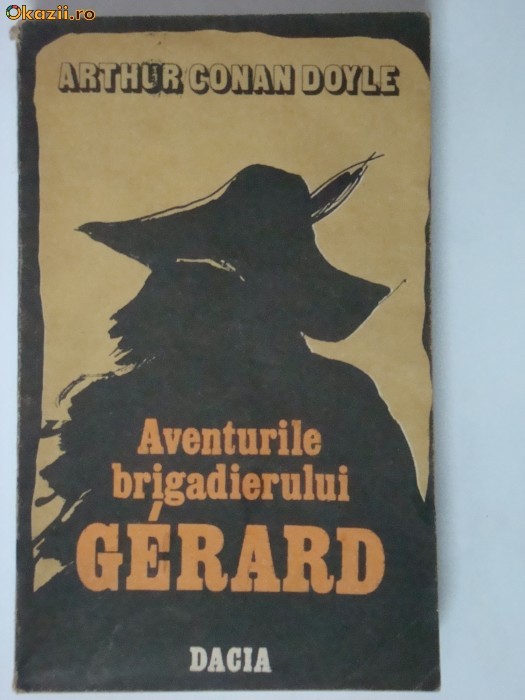 Okazii.ro
ARTHUR CONAN DOYLE
Aventurile
brigadierului
GÉRARD
DACIA